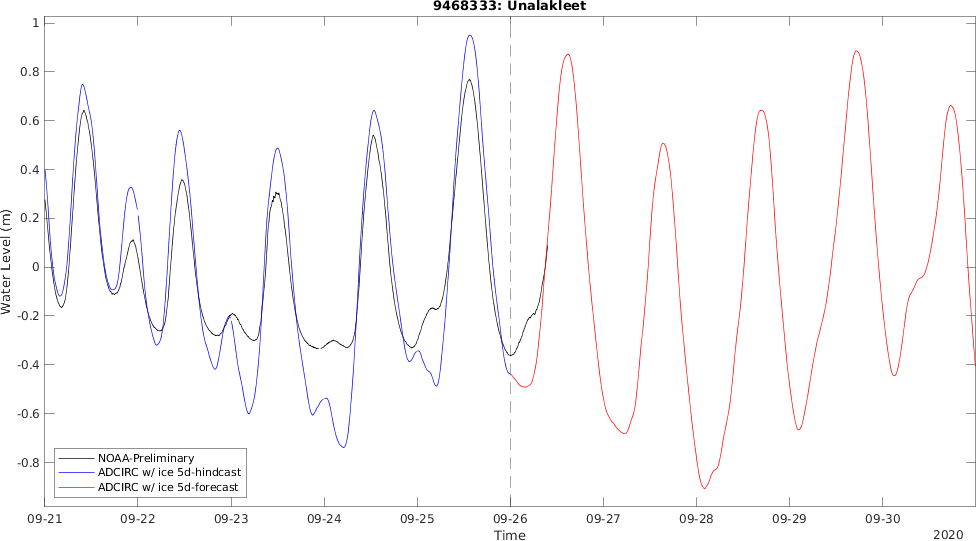 9468333: Unalakleet
Water Level (m)
1
0.8
0.6
0.4
0.2
0
-0.2
-0.4
-0.6
-0.8
NOAA-Preliminary
ADCIRC w/ ice 5d-hindcast
ADCIRC w/ ice 5d-forecast
09-21 09-22 09-23 09-24 09-25 09-26 09-27 09-28 09-29 09-30
Time
2020